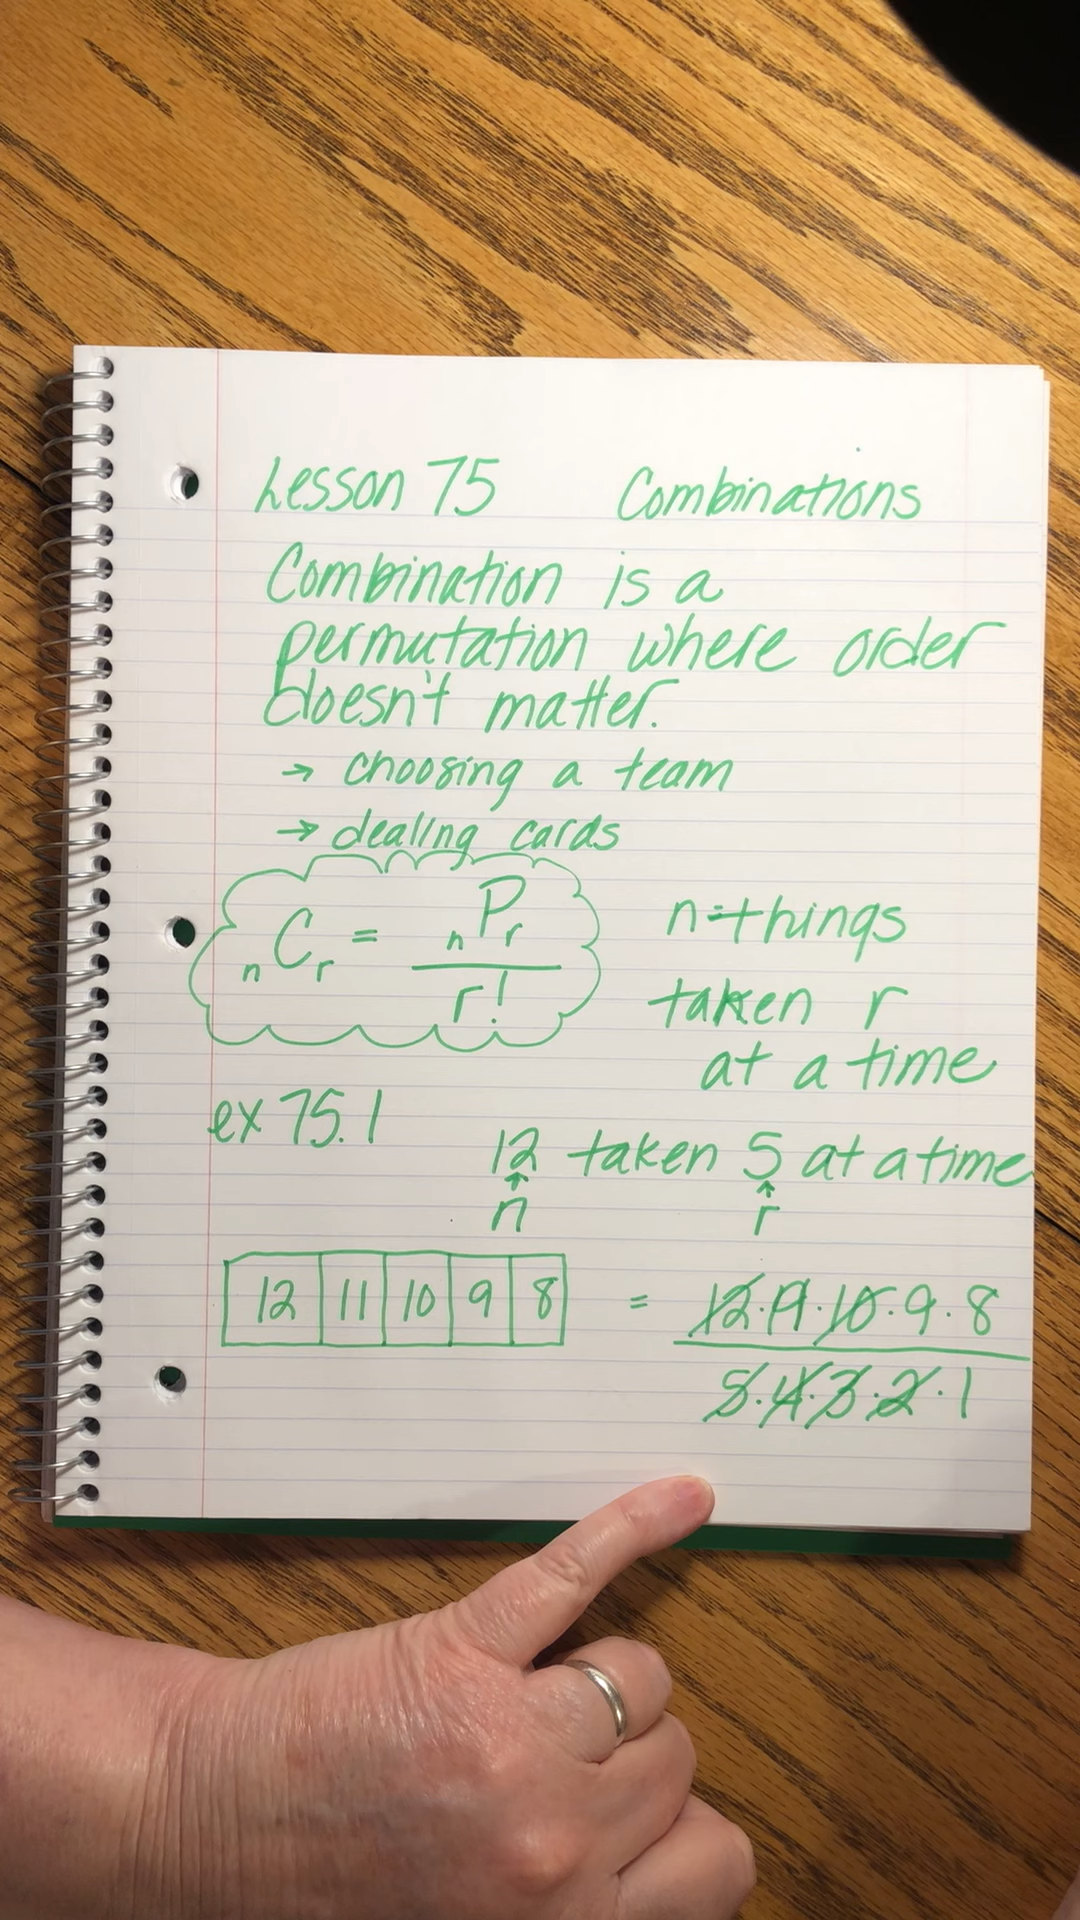 Lesson 75 Combinations
Combination is a
permutation where order
doesn't matter.
→ choosing a team
→ dealing cards
nCr = nPr / r!
n=things
taken r
at a time
ex 75.1
12 taken 5 at a time
↑ ↑
n r
12 11 10 9 8 = 12·11·10·9·8
5·4·3·2·1